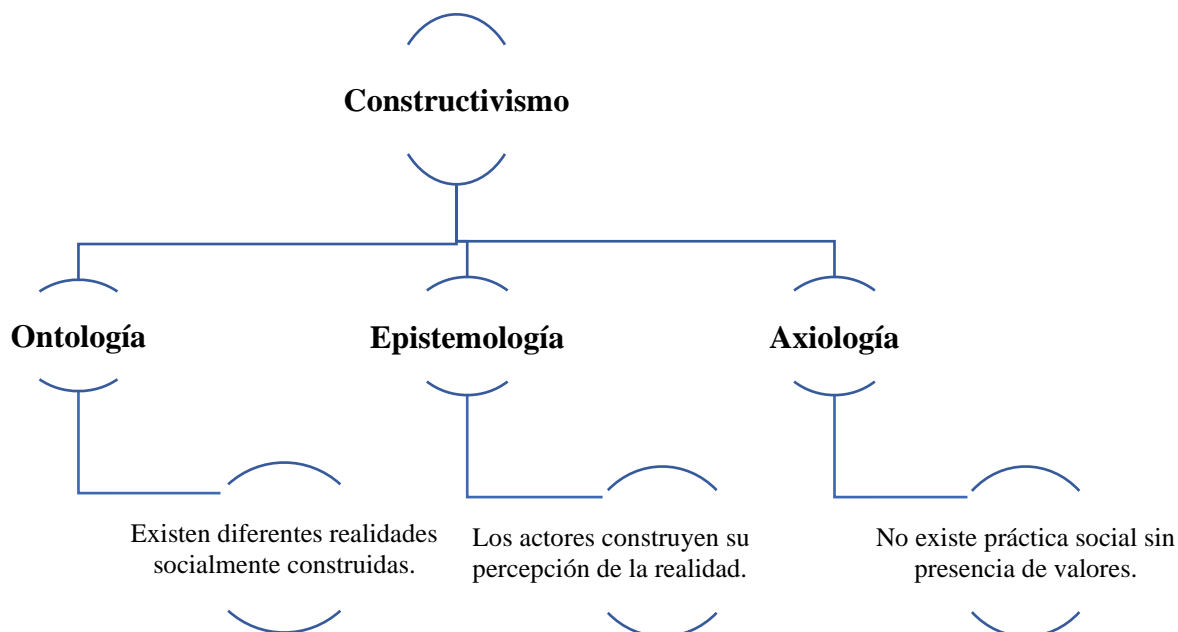 Constructivismo
Ontología
Epistemología
Axiología
Existen diferentes realidades
socialmente construidas.
Los actores construyen su
percepción de la realidad.
No existe práctica social sin
presencia de valores.